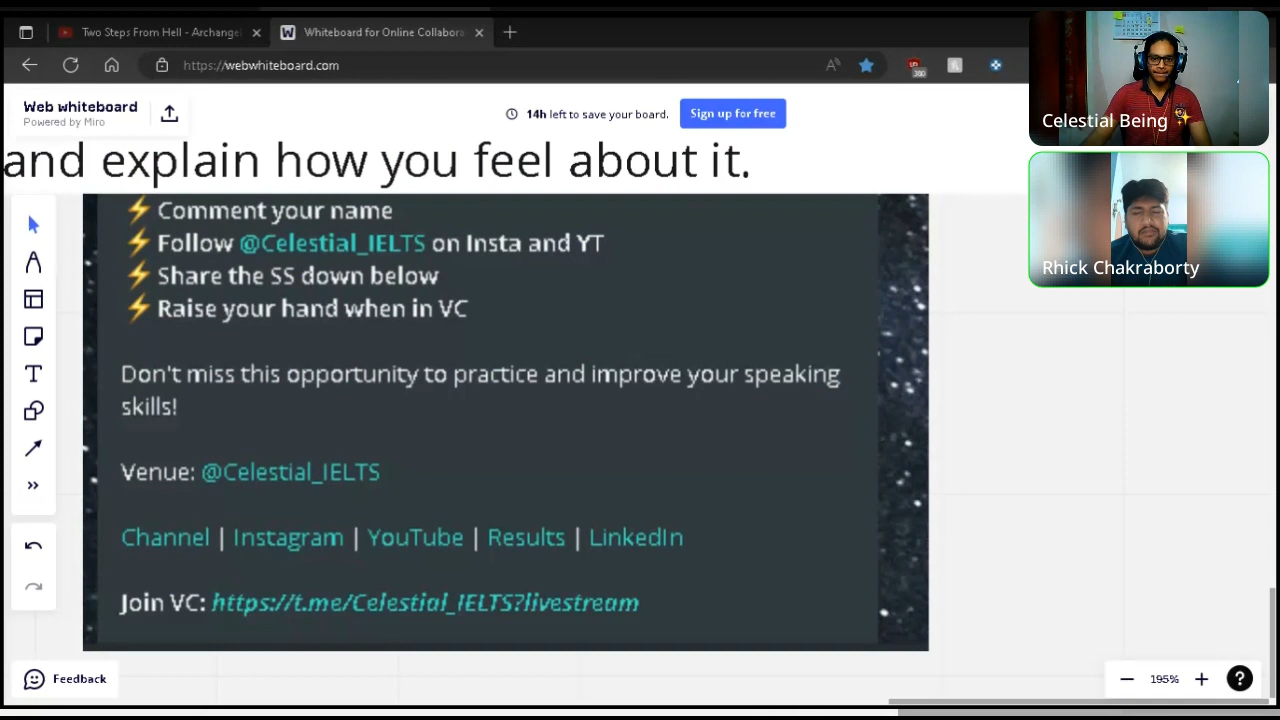 Two Steps From Hell - Archangel
Whiteboard for Online Collabora
https://webwhiteboard.com
380
Web whiteboard
Powered by Miro
14h left to save your board.
Sign up for free
Celestial Being ✨
Rhick Chakraborty
and explain how you feel about it.
⚡ Comment your name
⚡ Follow @Celestial_IELTS on Insta and YT
⚡ Share the SS down below
⚡ Raise your hand when in VC
Don't miss this opportunity to practice and improve your speaking
skills!
Venue: @Celestial_IELTS
Channel | Instagram | YouTube | Results | LinkedIn
Join VC: https://t.me/Celestial_IELTS?livestream
Feedback
195%